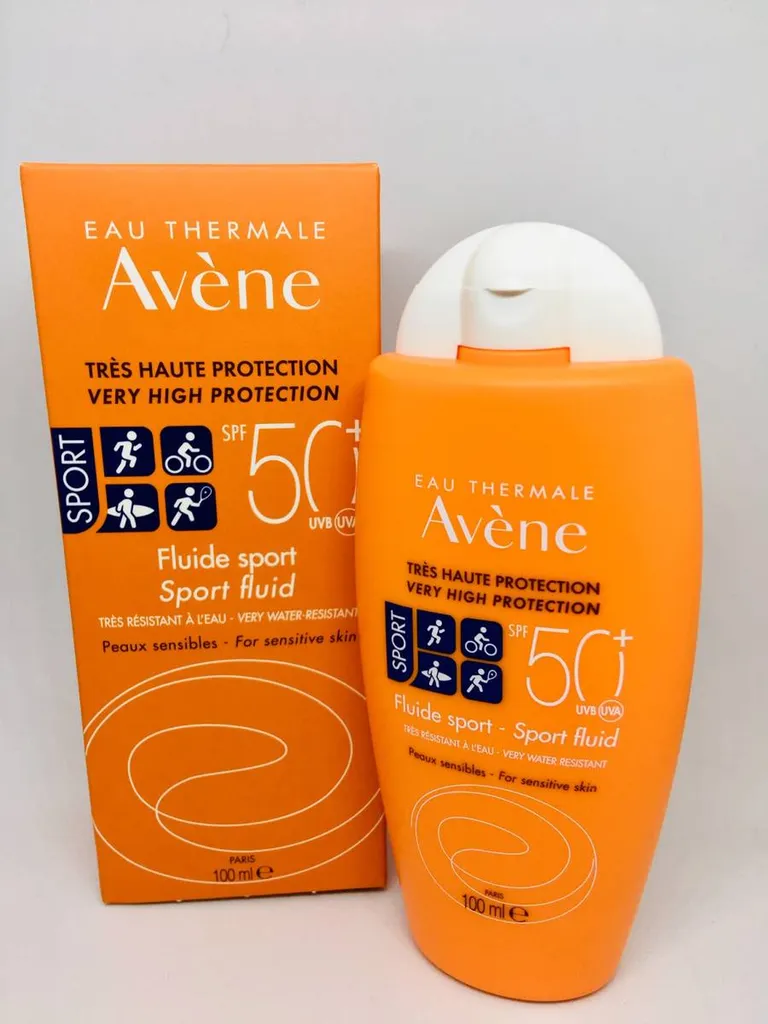 EAU THERMALE
Avène
TRÈS HAUTE PROTECTION
VERY HIGH PROTECTION
SPORT
SPF 50+
UVB UVA
Fluide sport
Sport fluid
TRÈS RÉSISTANT À L'EAU - VERY WATER-RESISTANT
Peaux sensibles - For sensitive skin
PARIS
100 ml e
EAU THERMALE
Avène
TRÈS HAUTE PROTECTION
VERY HIGH PROTECTION
SPORT
SPF 50+
UVB UVA
Fluide sport - Sport fluid
TRÈS RÉSISTANT À L'EAU - VERY WATER RESISTANT
Peaux sensibles - For sensitive skin
PARIS
100 ml e